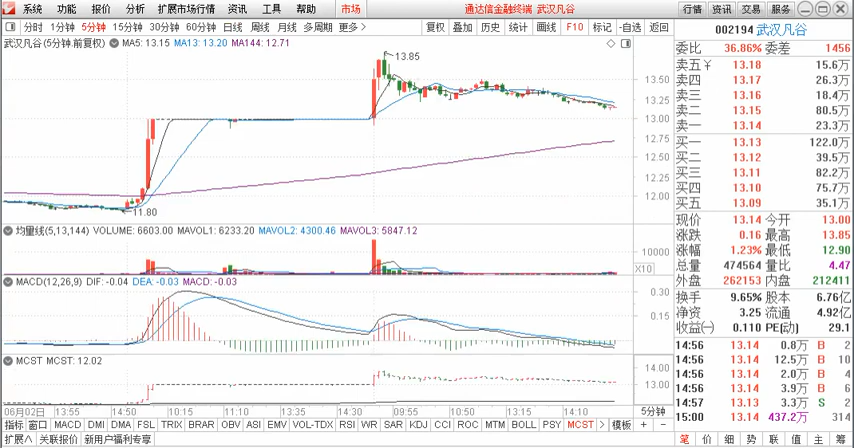 系统 功能 报价 分析 扩展市场行情 资讯 工具 帮助 市场 通达信金融终端 武汉凡谷 行情 资讯 交易 服务
分时 1分钟 5分钟 15分钟 30分钟 60分钟 日线 周线 月线 多周期 更多 > 复权 叠加 历史 统计 画线 F10 标记 -自选 返回
002194 武汉凡谷
武汉凡谷(5分钟.前复权) MA5: 13.15 MA13: 13.20 MA144: 12.71
委比 36.86% 委差 1456
卖五 ¥ 13.18 15.6万
卖四 13.17 26.3万
卖三 13.16 18.4万
卖二 13.15 80.5万
卖一 13.14 23.3万
买一 13.13 122.0万
买二 13.12 39.5万
买三 13.11 82.2万
买四 13.10 75.7万
买五 13.09 35.1万
现价 13.14 今开 13.00
涨跌 0.16 最高 13.85
涨幅 1.23% 最低 12.90
总量 474564 量比 4.47
外盘 262153 内盘 212411
换手 9.65% 股本 6.76亿
净资 3.25 流通 4.92亿
收益㈠ 0.110 PE(动) 29.1
14:56 13.14 0.8万 B 2
14:56 13.14 12.5万 B 10
14:56 13.14 2.0万 B 4
14:56 13.14 3.9万 B 6
14:57 13.13 3.3万 S 2
15:00 13.14 437.2万 314
笔 价 细 势 联 值 主 筹
13.85
13.50
13.25
13.00
12.75
12.50
12.25
12.00
11.80
均量线(5,13,144) VOLUME: 6603.00 MAVOL1: 6233.20 MAVOL2: 4300.46 MAVOL3: 5847.12
10000
X10
MACD(12,26,9) DIF: -0.04 DEA: -0.03 MACD: -0.03
0.30
0.15
MCST MCST: 12.02
14.00
13.00
06月02日 13:55 14:50 10:15 11:10 13:35 14:30 09:55 10:50 13:15 14:10 5分钟
指标 窗口 MACD DMI DMA FSL TRIX BRAR OBV ASI EMV VOL-TDX RSI WR SAR KDJ CCI ROC MTM BOLL PSY MCST > 模板 + -
扩展∧ 关联报价 新用户福利专享